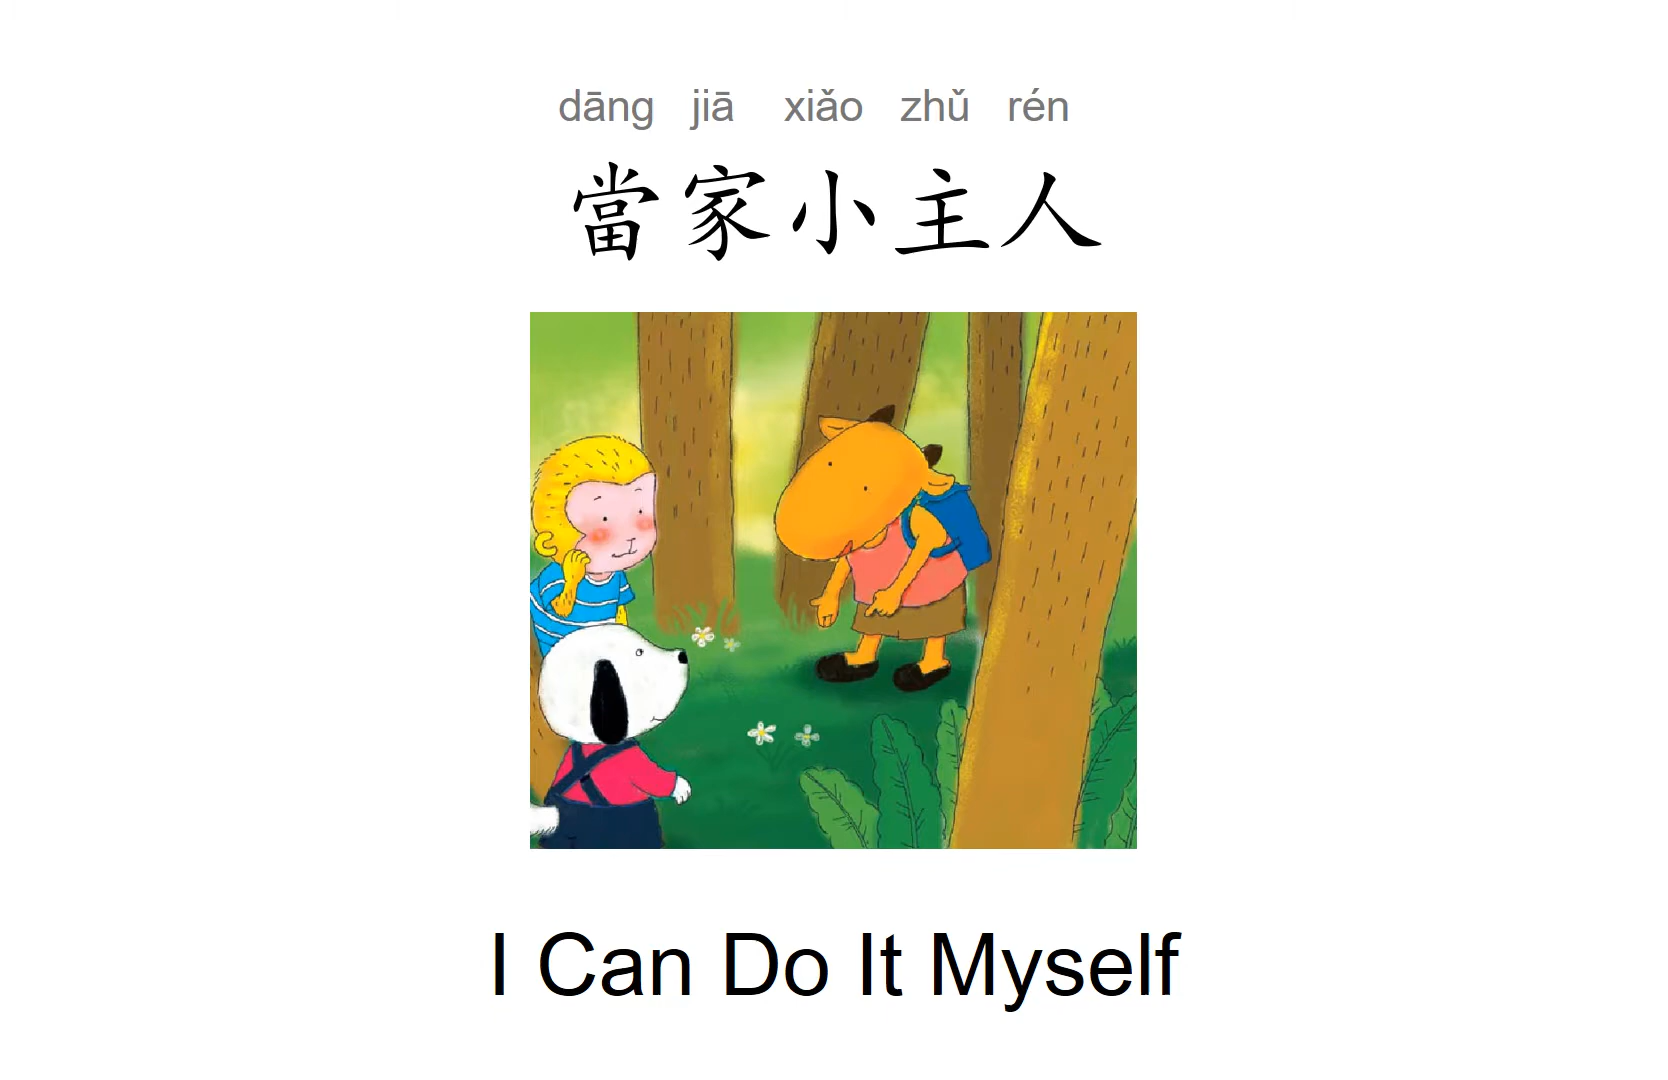 dāng jiā xiǎo zhǔ rén
當家小主人
I Can Do It Myself